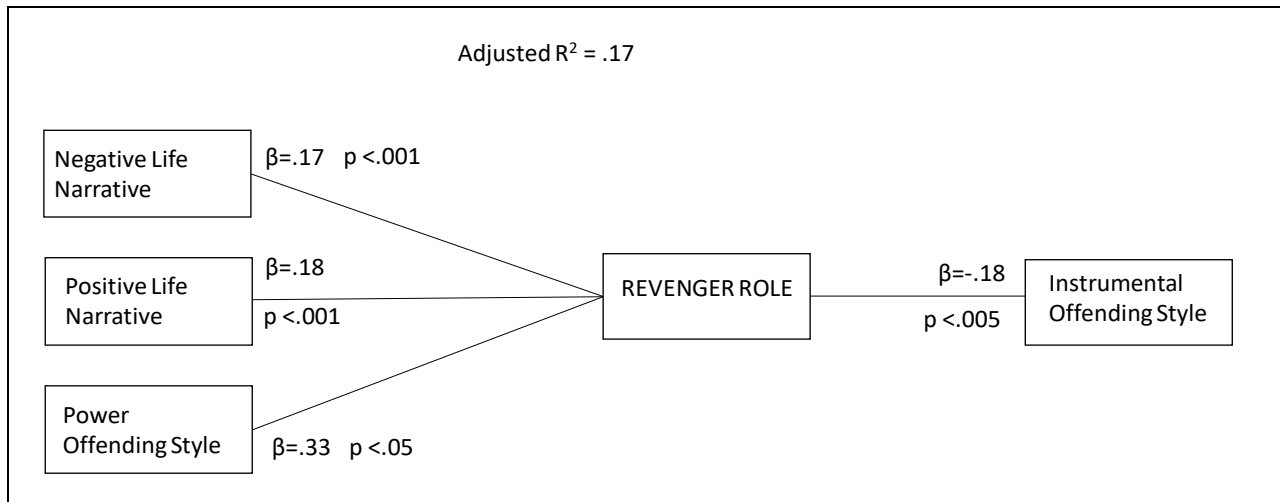 Adjusted R² = .17
Negative Life
Narrative
β=.17 p <.001
Positive Life
Narrative
β=.18
p <.001
Power
Offending Style
β=.33 p <.05
REVENGER ROLE
β=-.18
p <.005
Instrumental
Offending Style